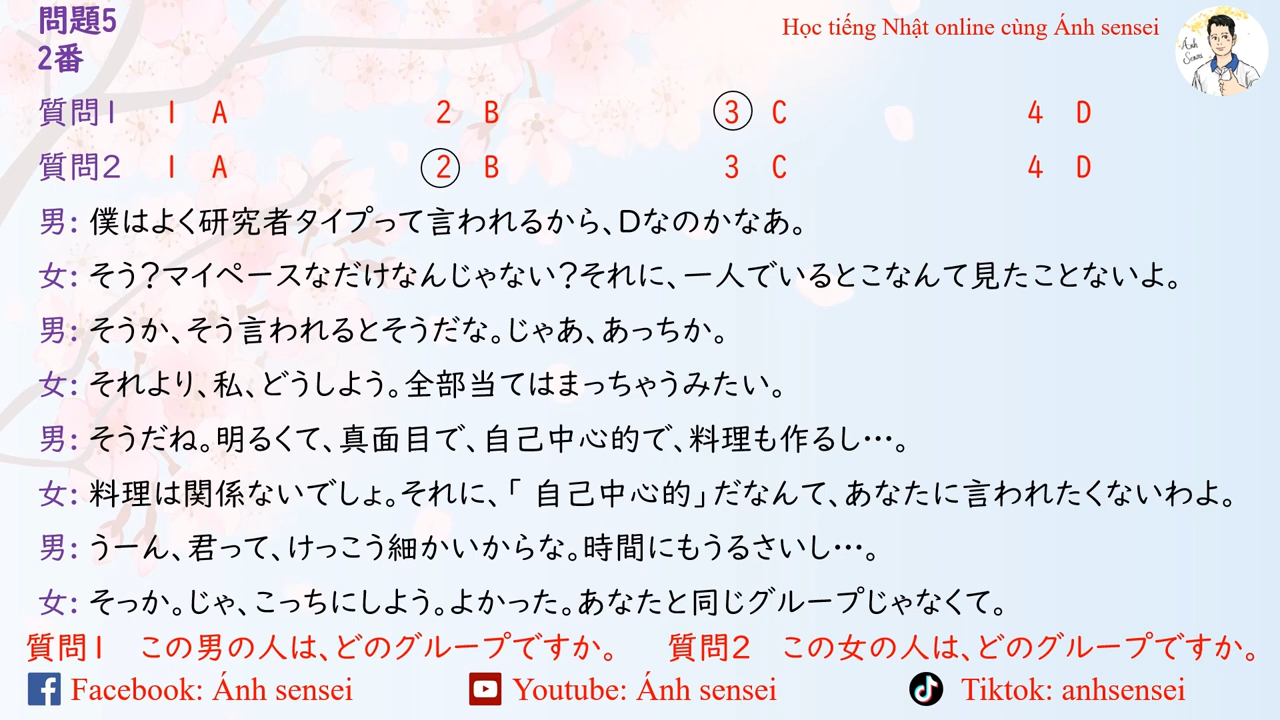 問題5
2番
Học tiếng Nhật online cùng Ánh sensei
Ánh Sensei
質問1 1 A 2 B 3 C 4 D
質問2 1 A 2 B 3 C 4 D
男: 僕はよく研究者タイプって言われるから、Dなのかなあ。
女: そう?マイペースなだけなんじゃない?それに、一人でいるとこなんて見たことないよ。
男: そうか、そう言われるとそうだな。じゃあ、あっちか。
女: それより、私、どうしよう。全部当てはまっちゃうみたい。
男: そうだね。明るくて、真面目で、自己中心的で、料理も作るし…。
女: 料理は関係ないでしょ。それに、「 自己中心的」だなんて、あなたに言われたくないわよ。
男: うーん、君って、けっこう細かいからな。時間にもうるさいし…。
女: そっか。じゃ、こっちにしよう。よかった。あなたと同じグループじゃなくて。
質問1 この男の人は、どのグループですか。 質問2 この女の人は、どのグループですか。
Facebook: Ánh sensei Youtube: Ánh sensei Tiktok: anhsensei